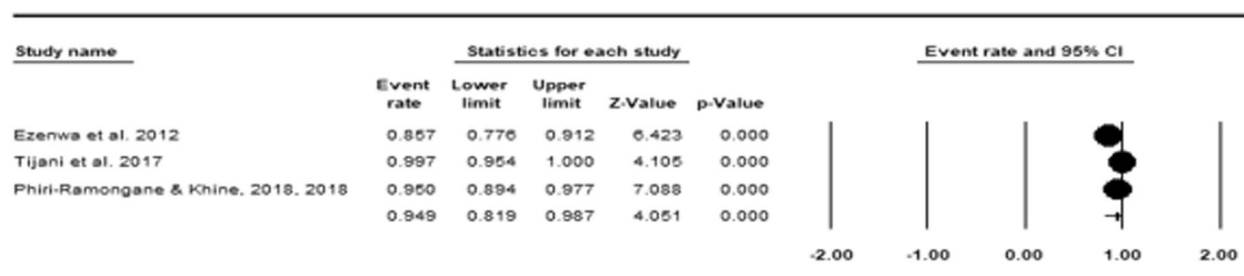 Study name Statistics for each study Event rate and 95% CI
Event Lower Upper
rate limit limit Z-Value p-Value
Ezenwa et al. 2012 0.857 0.776 0.912 6.423 0.000
Tijani et al. 2017 0.997 0.954 1.000 4.105 0.000
Phiri-Ramongane & Khine, 2018, 2018 0.950 0.894 0.977 7.088 0.000
0.949 0.819 0.987 4.051 0.000
-2.00 -1.00 0.00 1.00 2.00